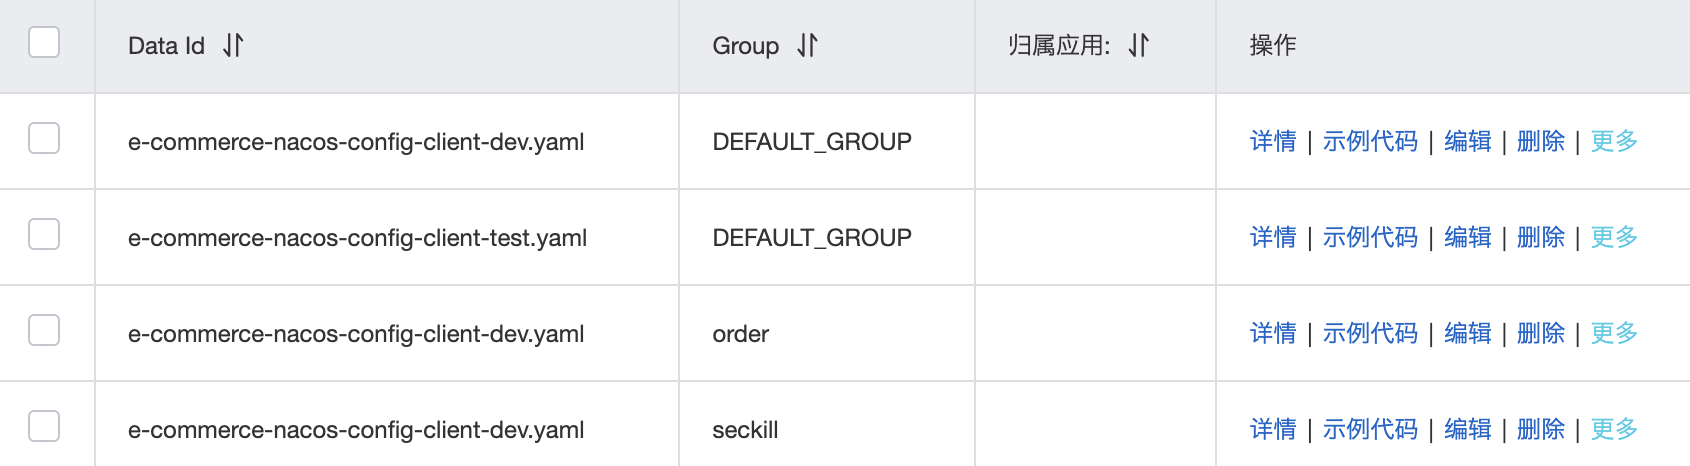 Data Id Group 归属应用: 操作
e-commerce-nacos-config-client-dev.yaml DEFAULT_GROUP 详情 | 示例代码 | 编辑 | 删除 | 更多
e-commerce-nacos-config-client-test.yaml DEFAULT_GROUP 详情 | 示例代码 | 编辑 | 删除 | 更多
e-commerce-nacos-config-client-dev.yaml order 详情 | 示例代码 | 编辑 | 删除 | 更多
e-commerce-nacos-config-client-dev.yaml seckill 详情 | 示例代码 | 编辑 | 删除 | 更多